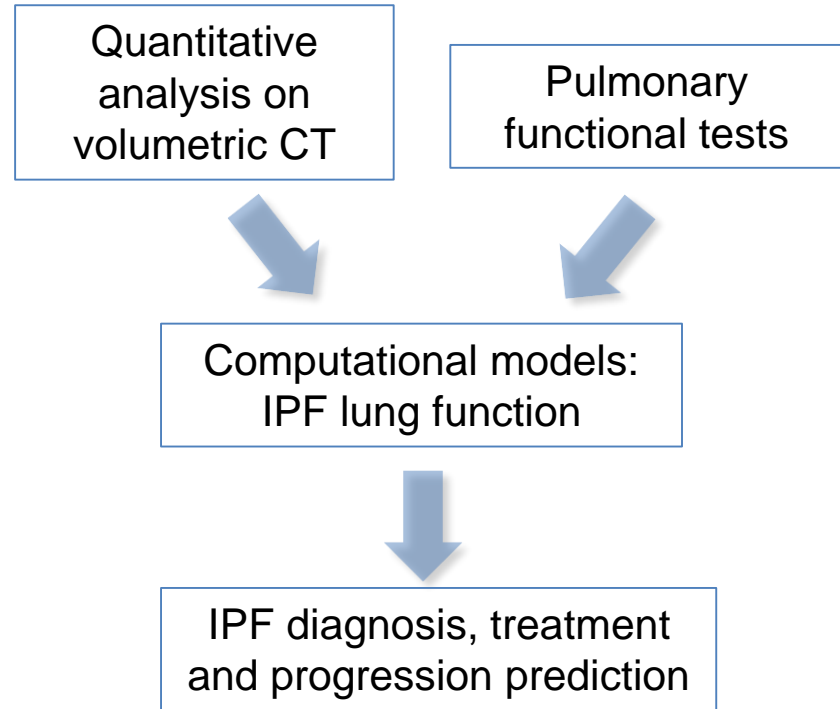 Quantitative
analysis on
volumetric CT
Pulmonary
functional tests
Computational models:
IPF lung function
IPF diagnosis, treatment
and progression prediction